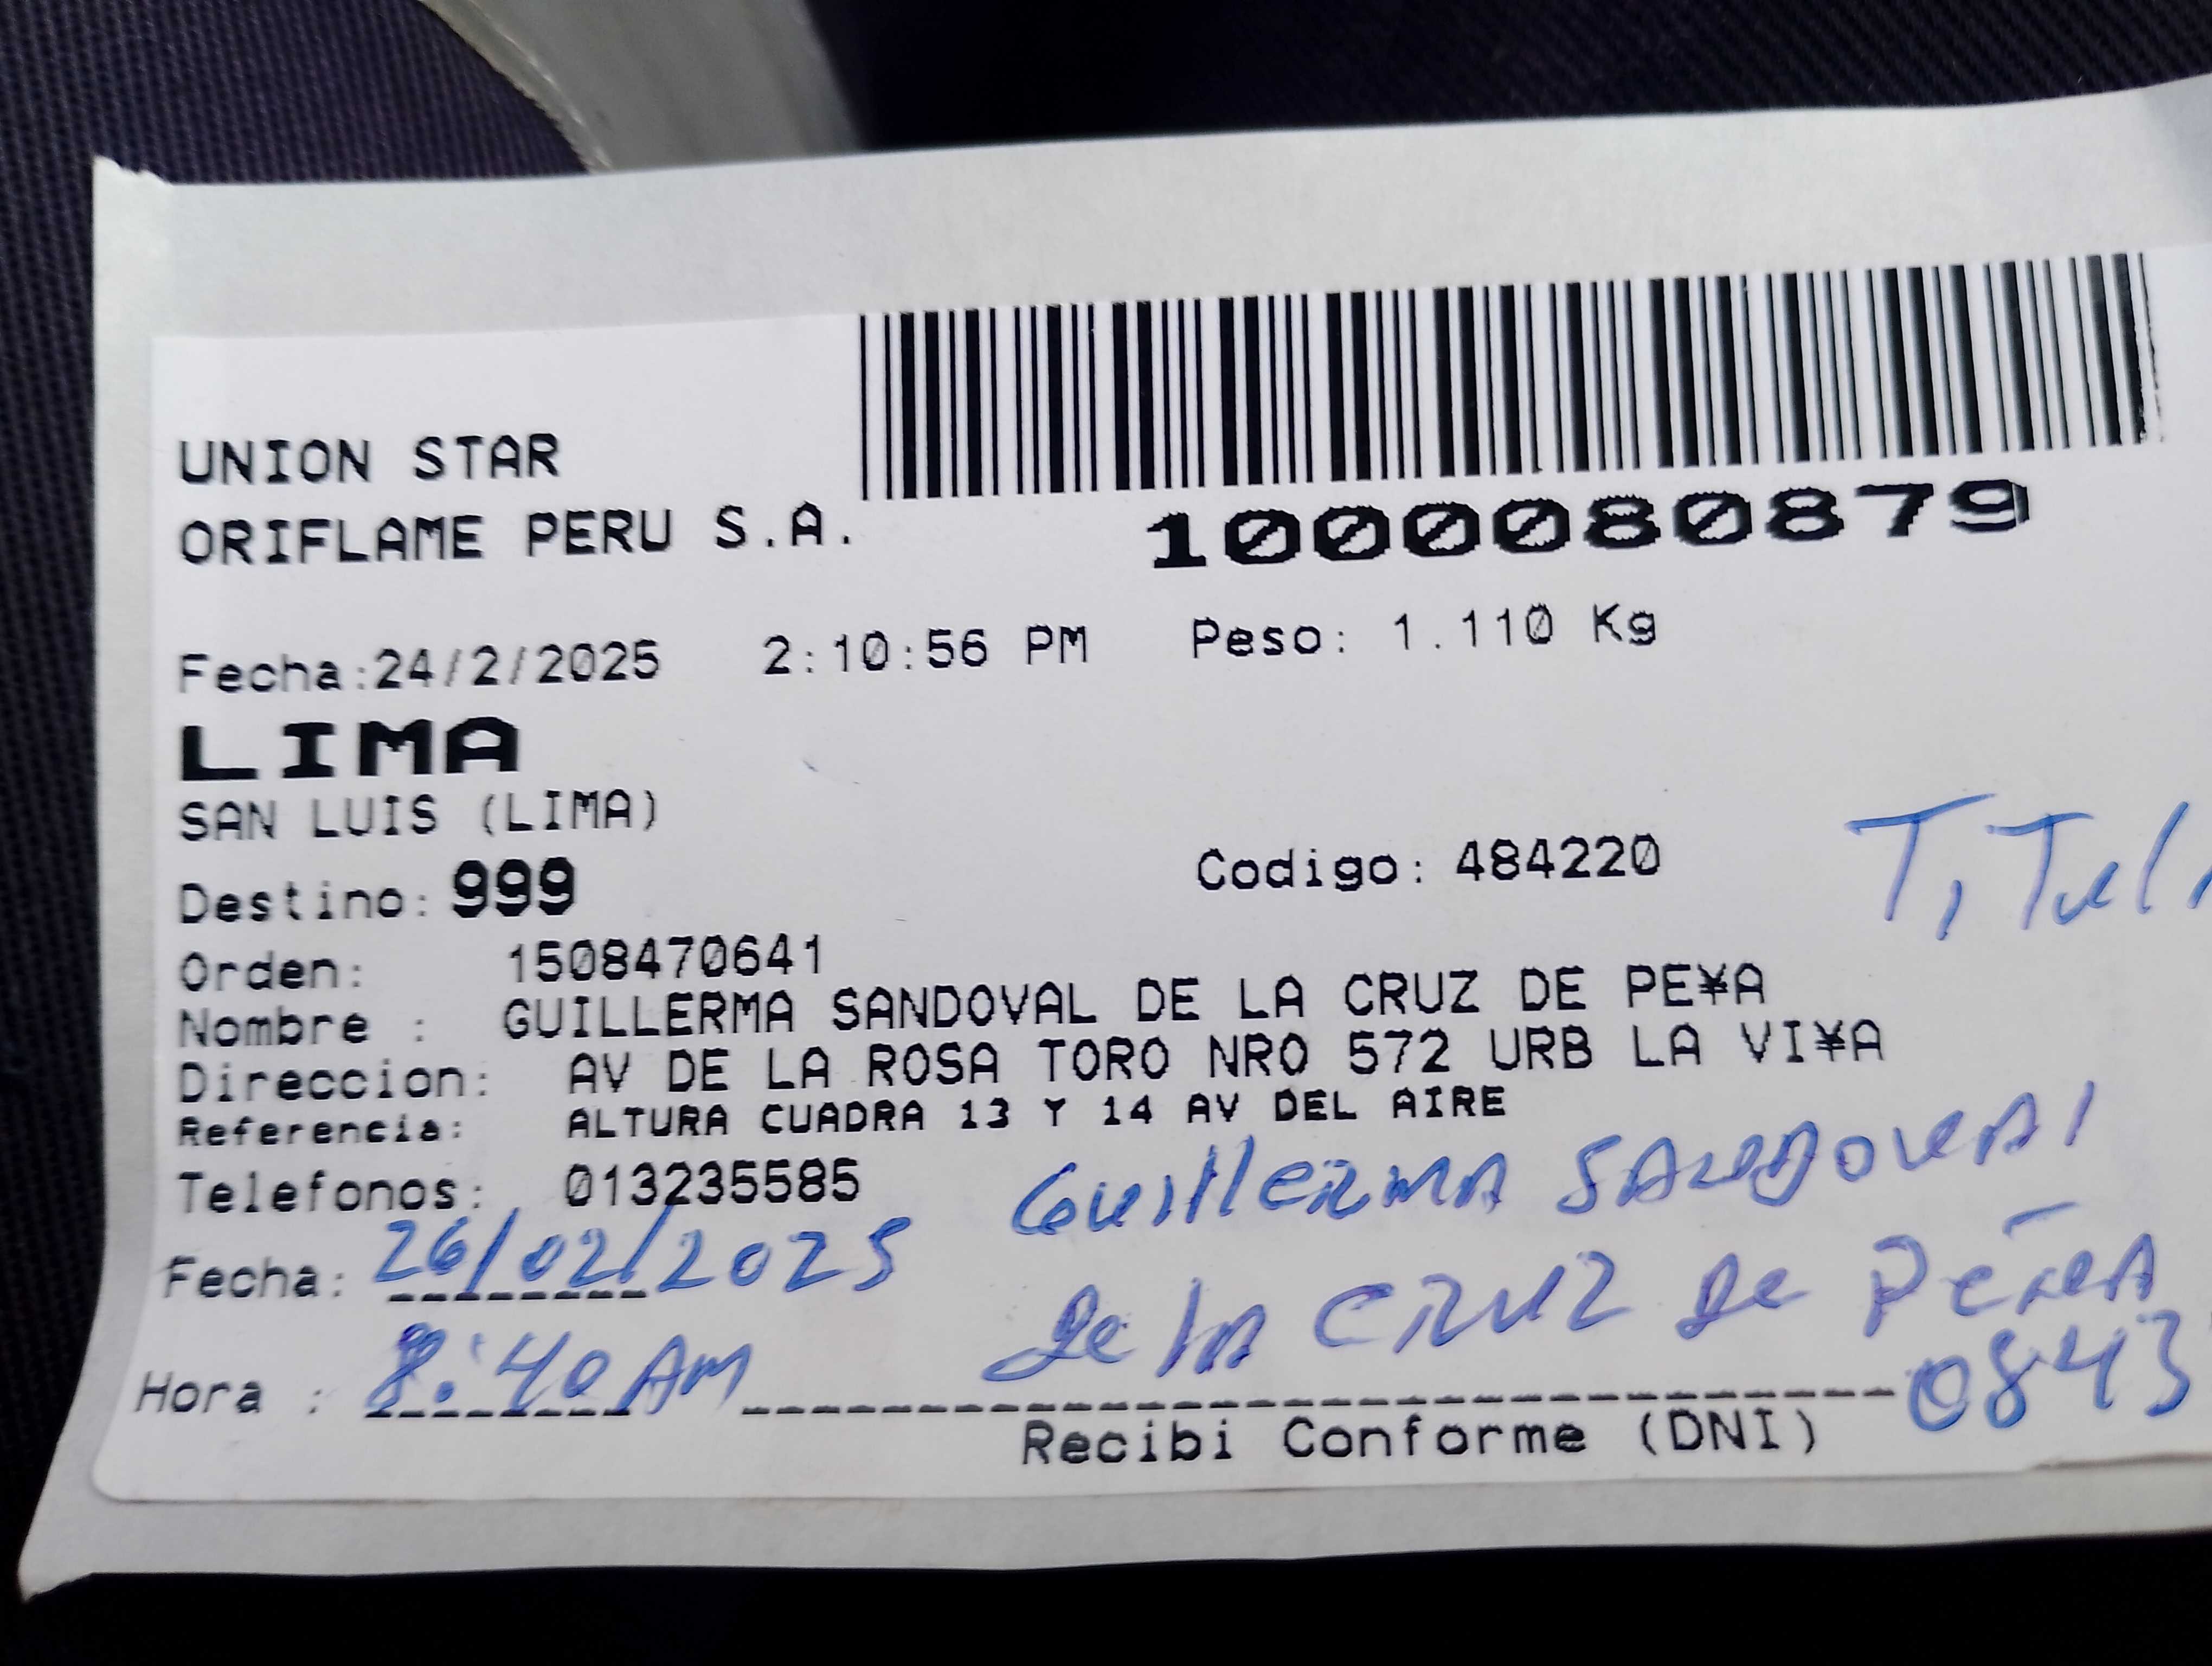 UNION STAR
ORIFLAME PERU S.A.
1000080879
Fecha:24/2/2025 2:10:56 PM Peso: 1.110 Kg
LIMA
SAN LUIS (LIMA)
Destino: 999 Codigo: 484220
Orden: 1508470641
Nombre : GUILLERMA SANDOVAL DE LA CRUZ DE PE¥A
Direccion: AV DE LA ROSA TORO NRO 572 URB LA VI¥A
Referencia: ALTURA CUADRA 13 Y 14 AV DEL AIRE
Telefonos: 013235585
Guillerma Sandoval
Fecha: 26/02/2025
de la Cruz de Peña
Hora : 8:40 AM
0843
Recibi Conforme (DNI)